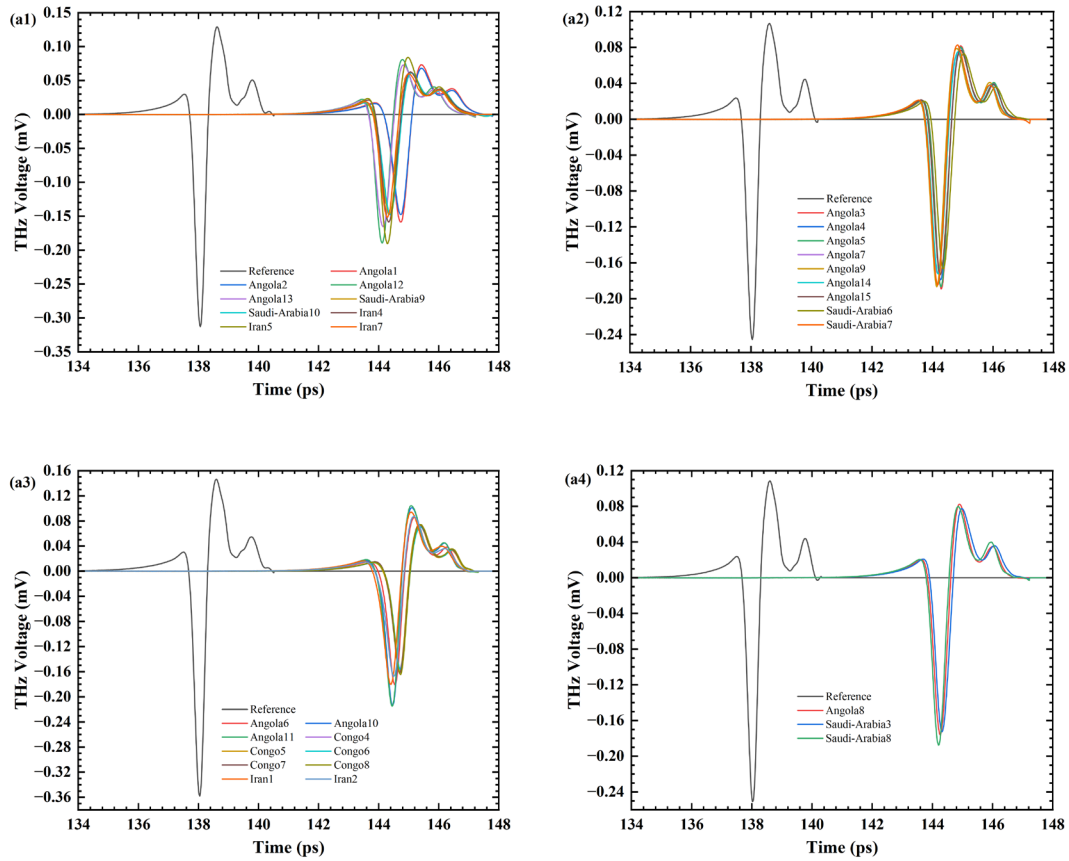 (a1)
THz Voltage (mV)
0.15
0.10
0.05
0.00
−0.05
−0.10
−0.15
−0.20
−0.25
−0.30
−0.35
Reference Angola1
Angola2 Angola12
Angola13 Saudi-Arabia9
Saudi-Arabia10 Iran4
Iran5 Iran7
134 136 138 140 142 144 146 148
Time (ps)
(a2)
THz Voltage (mV)
0.12
0.08
0.04
0.00
−0.04
−0.08
−0.12
−0.16
−0.20
−0.24
Reference
Angola3
Angola4
Angola5
Angola7
Angola9
Angola14
Angola15
Saudi-Arabia6
Saudi-Arabia7
134 136 138 140 142 144 146 148
Time (ps)
(a3)
THz Voltage (mV)
0.16
0.12
0.08
0.04
0.00
−0.04
−0.08
−0.12
−0.16
−0.20
−0.24
−0.28
−0.32
−0.36
Reference
Angola6 Angola10
Angola11 Congo4
Congo5 Congo6
Congo7 Congo8
Iran1 Iran2
134 136 138 140 142 144 146 148
Time (ps)
(a4)
THz Voltage (mV)
0.12
0.08
0.04
0.00
−0.04
−0.08
−0.12
−0.16
−0.20
−0.24
Reference
Angola8
Saudi-Arabia3
Saudi-Arabia8
134 136 138 140 142 144 146 148
Time (ps)